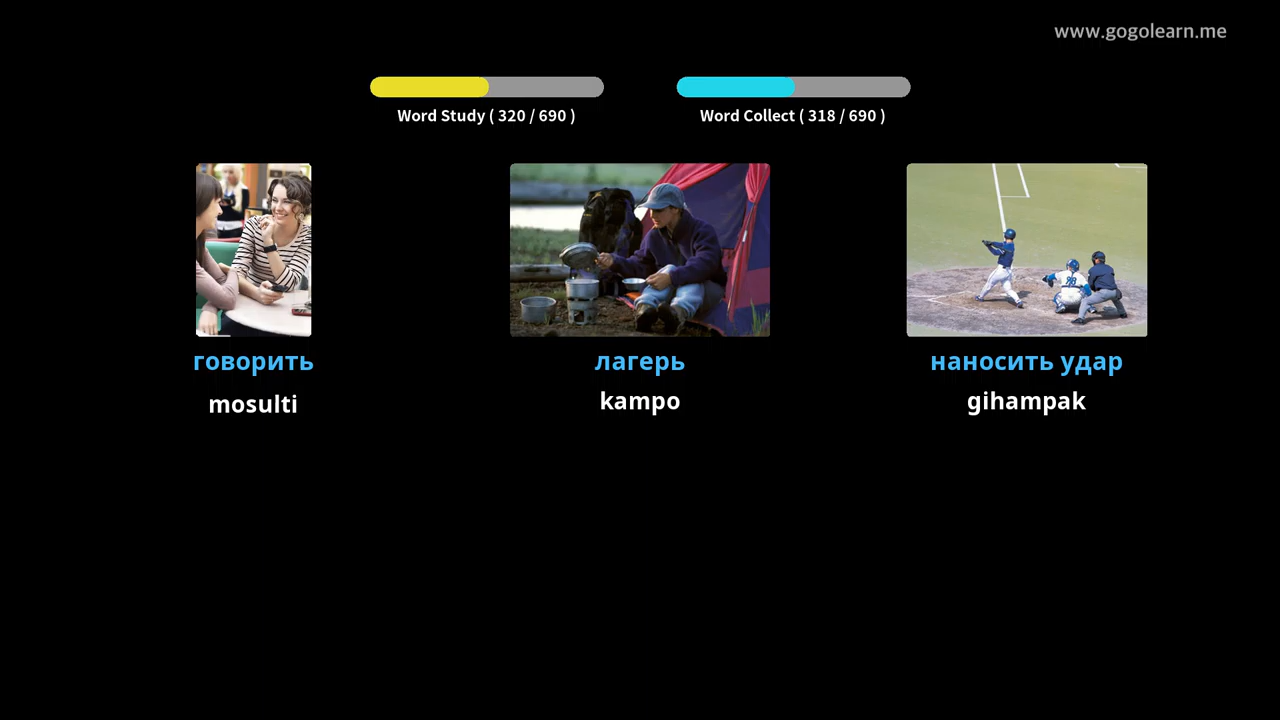 www.gogolearn.me
Word Study ( 320 / 690 )
Word Collect ( 318 / 690 )
говорить
mosulti
лагерь
kampo
наносить удар
gihampak